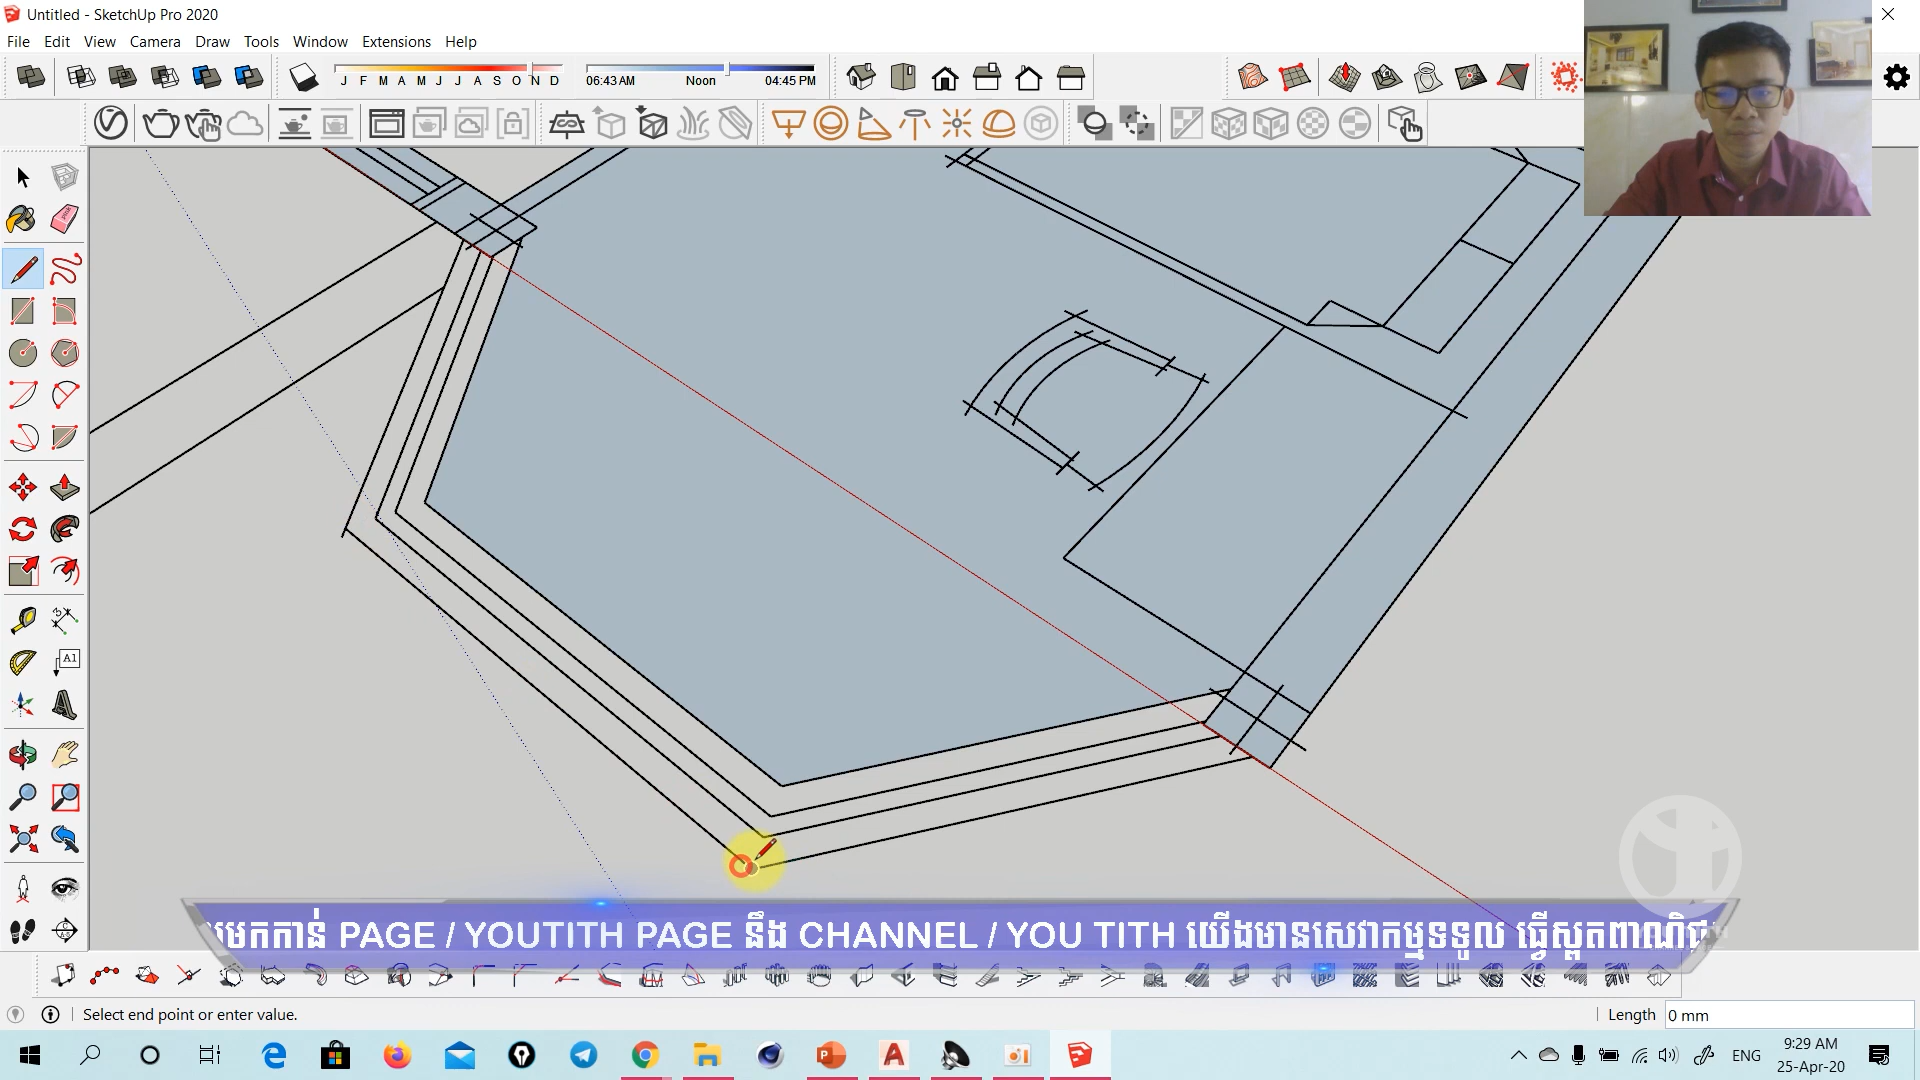 Untitled - SketchUp Pro 2020
File Edit View Camera Draw Tools Window Extensions Help
J F M A M J J A S O N D 06:43 AM Noon 04:45 PM
A1
PAGE / YOUTITH PAGE នឹង CHANNEL / YOU TITH យើងមានសេវាកម្មទទួល
Select end point or enter value. Length 0 mm
ENG 9:29 AM
25-Apr-20